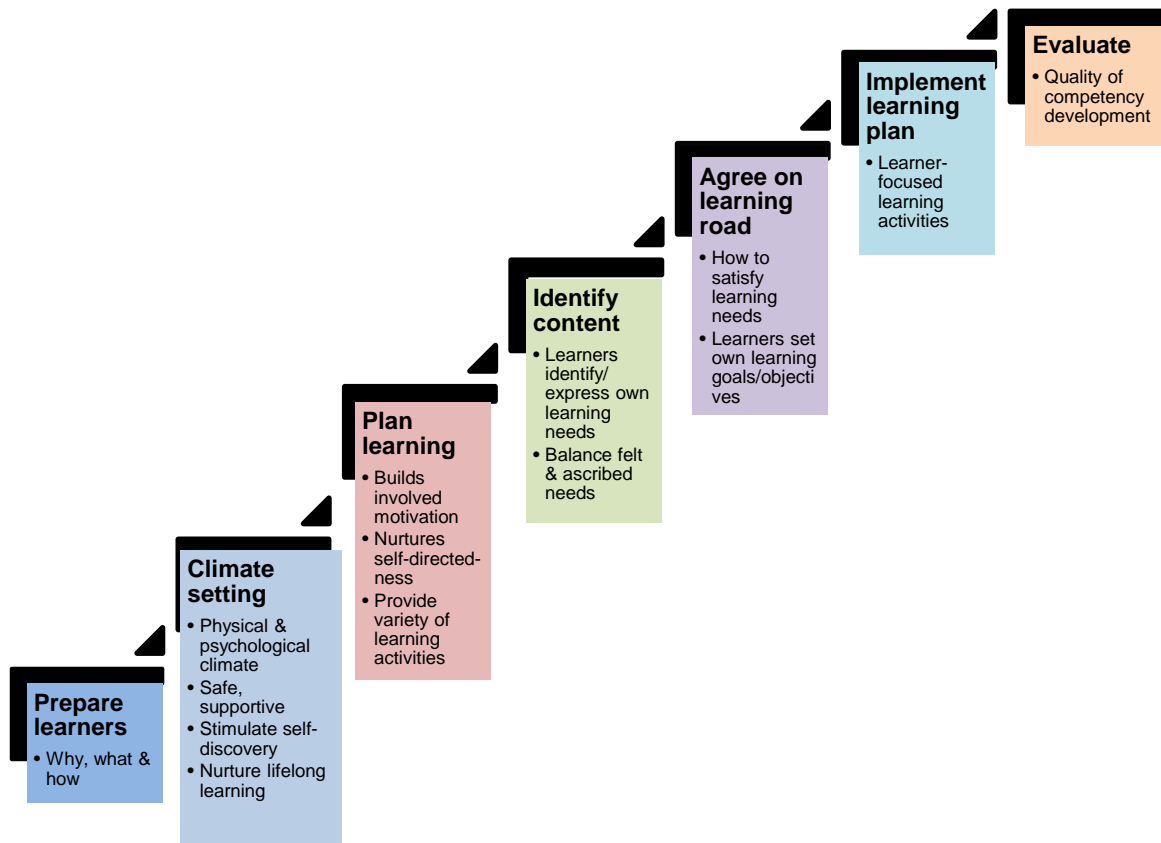 Prepare
learners
• Why, what &
how
Climate
setting
• Physical &
psychological
climate
• Safe,
supportive
• Stimulate self-
discovery
• Nurture lifelong
learning
Plan
learning
• Builds
involved
motivation
• Nurtures
self-directed-
ness
• Provide
variety of
learning
activities
Identify
content
• Learners
identify/
express own
learning
needs
• Balance felt
& ascribed
needs
Agree on
learning
road
• How to
satisfy
learning
needs
• Learners set
own learning
goals/objecti
ves
Implement
learning
plan
• Learner-
focused
learning
activities
Evaluate
• Quality of
competency
development